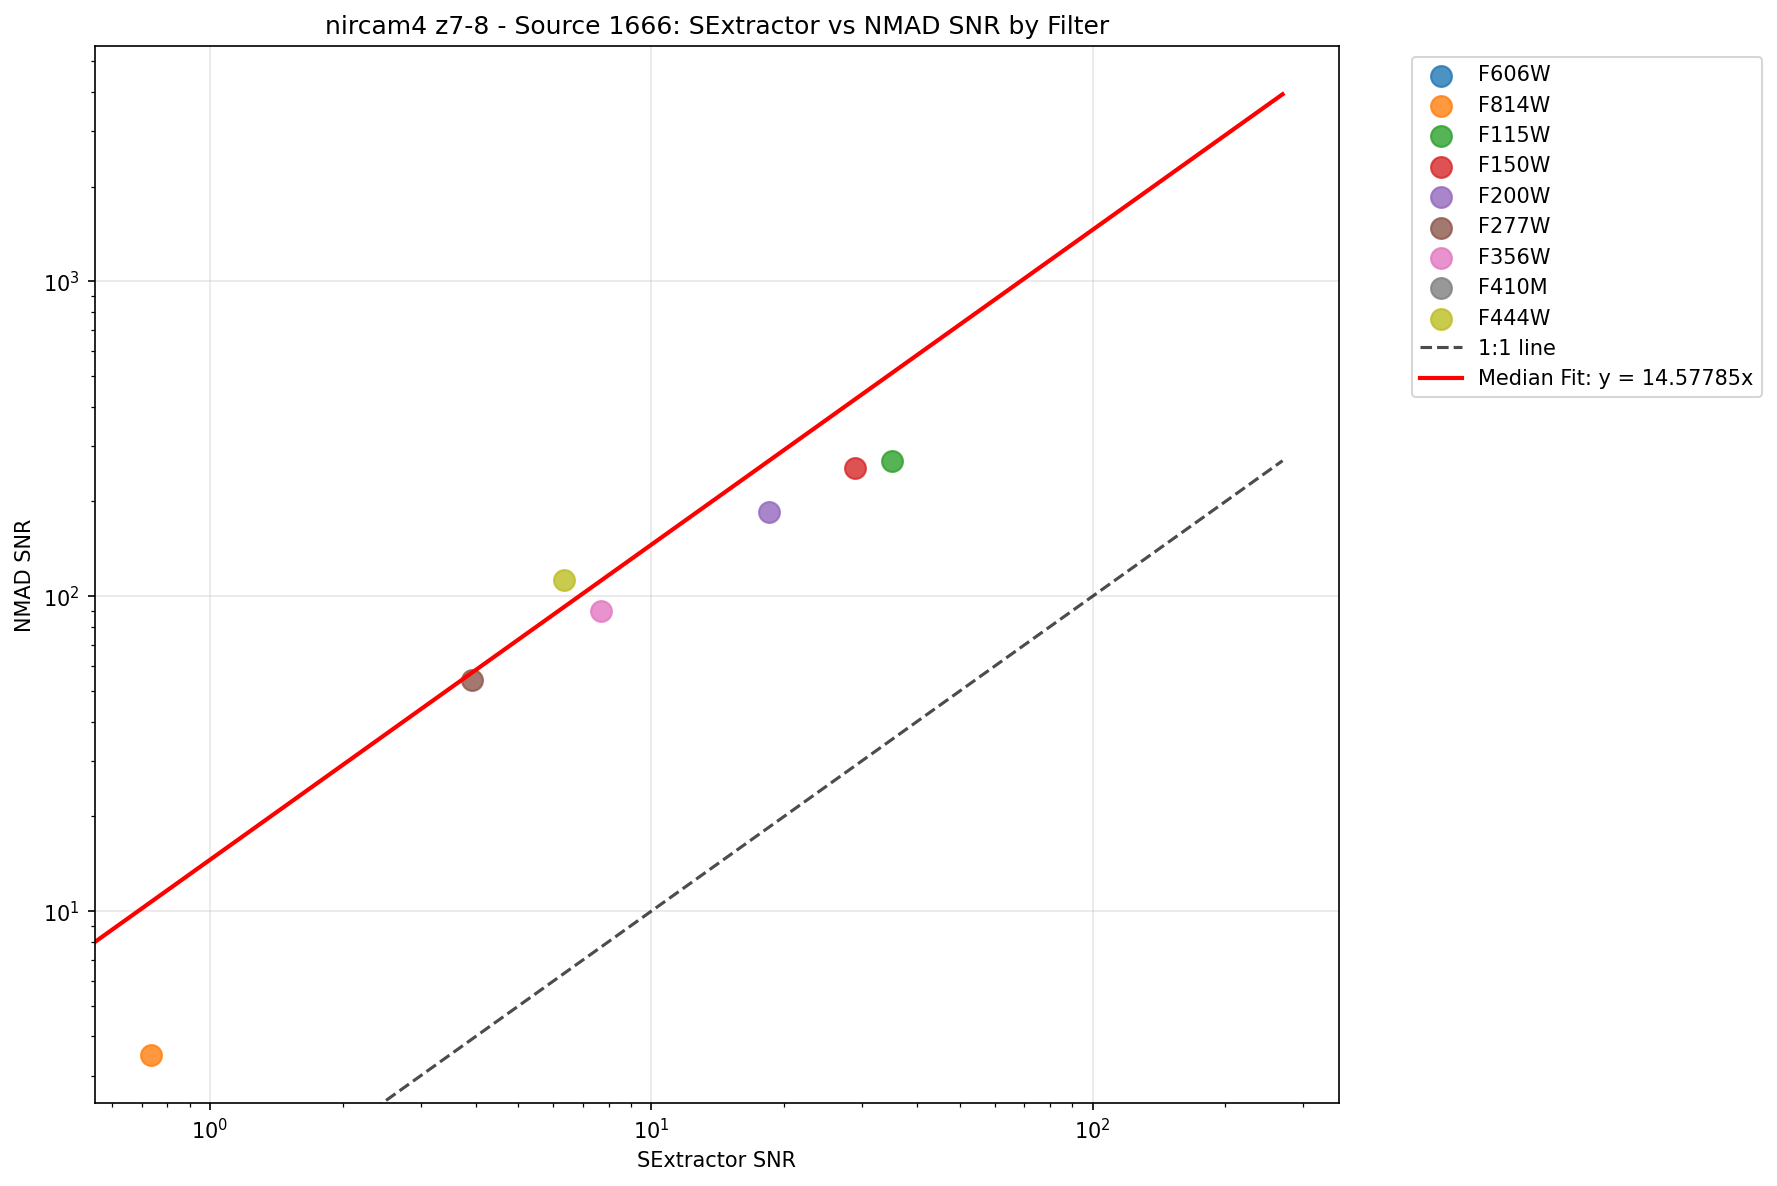 nircam4 z7-8 - Source 1666: SExtractor vs NMAD SNR by Filter
NMAD SNR
10³
10²
10¹
10⁰
10¹
10²
SExtractor SNR
F606W
F814W
F115W
F150W
F200W
F277W
F356W
F410M
F444W
1:1 line
Median Fit: y = 14.57785x